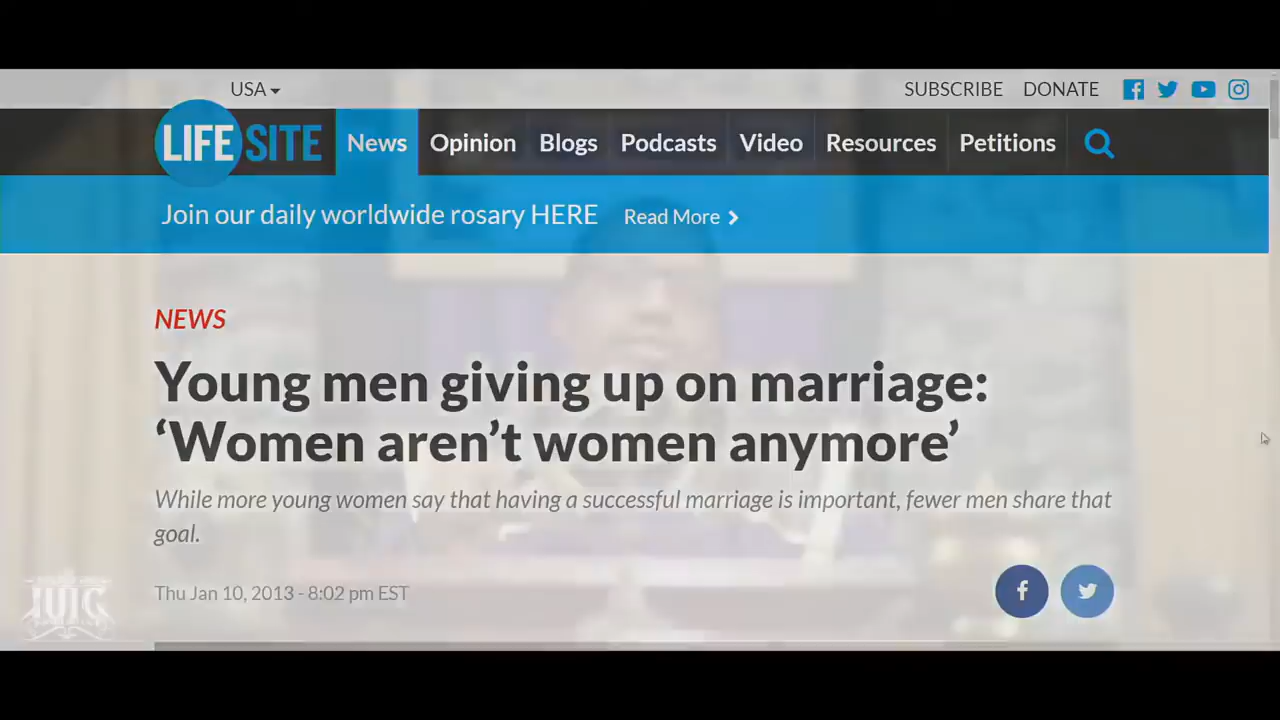 USA
SUBSCRIBE DONATE
LIFESITE News Opinion Blogs Podcasts Video Resources Petitions
Join our daily worldwide rosary HERE Read More
NEWS
Young men giving up on marriage:
‘Women aren’t women anymore’
While more young women say that having a successful marriage is important, fewer men share that
goal.
Thu Jan 10, 2013 - 8:02 pm EST
IUIC